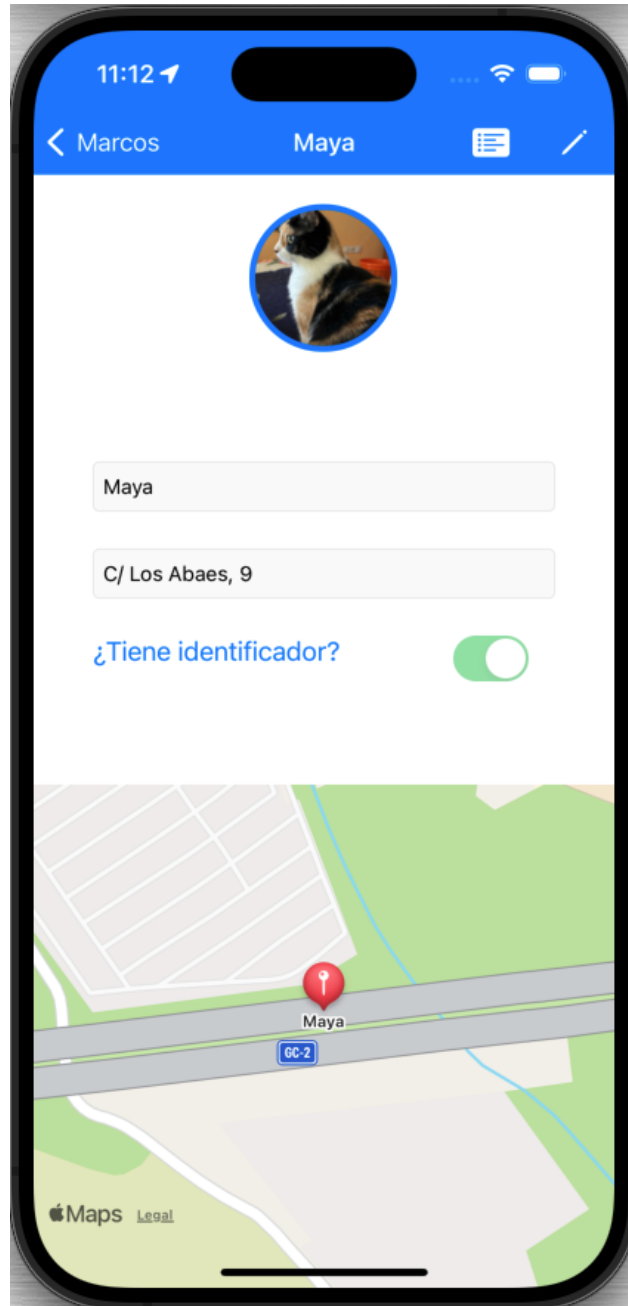 11:12
Marcos
Maya
Maya
C/ Los Abaes, 9
¿Tiene identificador?
Maya
GC-2
Maps Legal